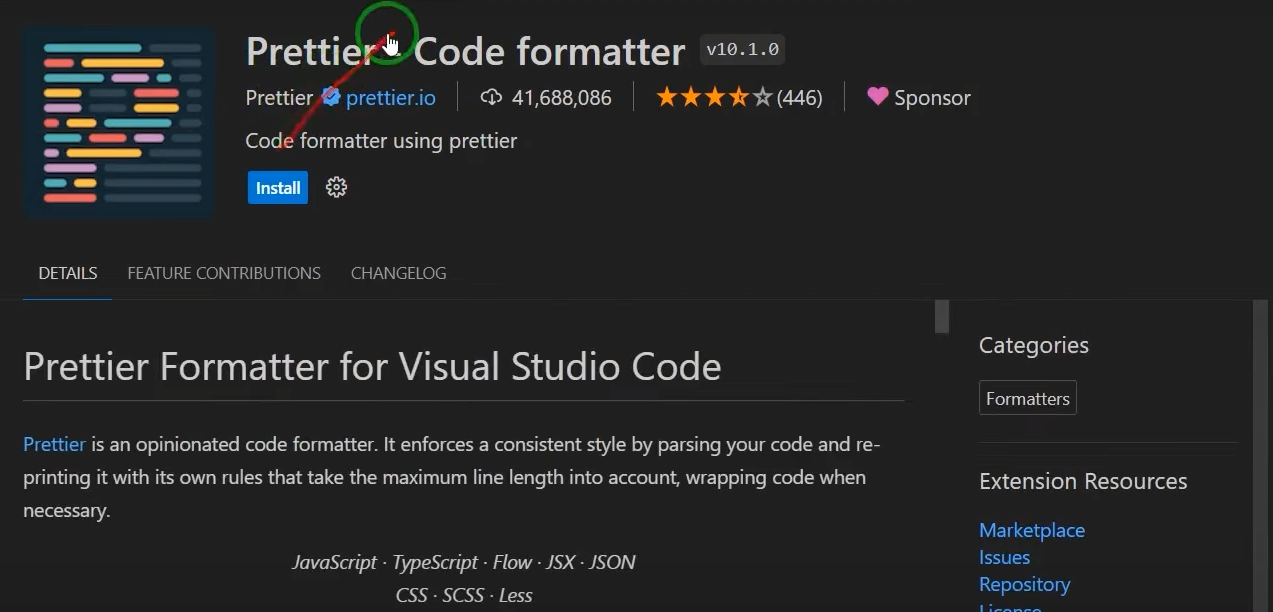 Prettier - Code formatter v10.1.0
Prettier prettier.io 41,688,086 (446) Sponsor
Code formatter using prettier
Install
DETAILS FEATURE CONTRIBUTIONS CHANGELOG
Prettier Formatter for Visual Studio Code
Prettier is an opinionated code formatter. It enforces a consistent style by parsing your code and re-
printing it with its own rules that take the maximum line length into account, wrapping code when
necessary.
JavaScript · TypeScript · Flow · JSX · JSON
CSS · SCSS · Less
Categories
Formatters
Extension Resources
Marketplace
Issues
Repository
License